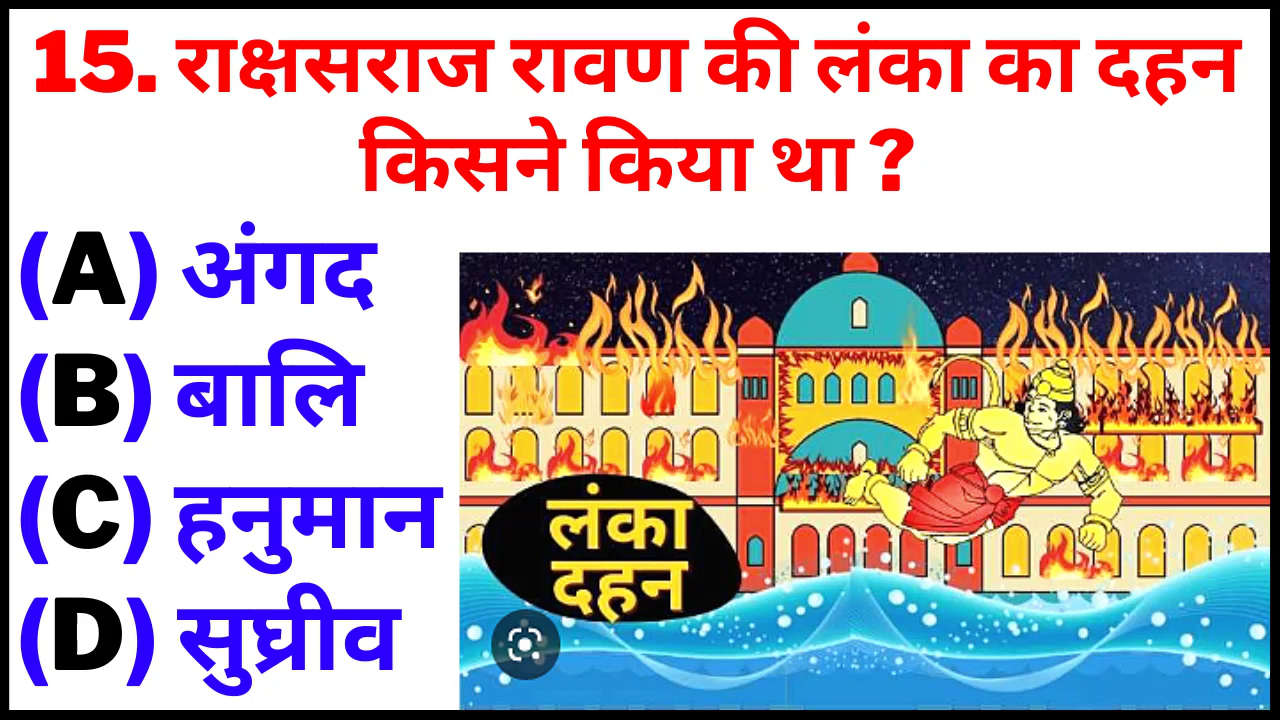 15. राक्षसराज रावण की लंका का दहन
किसने किया था ?
(A) अंगद
(B) बालि
(C) हनुमान
(D) सुघ्रीव
लंका
दहन